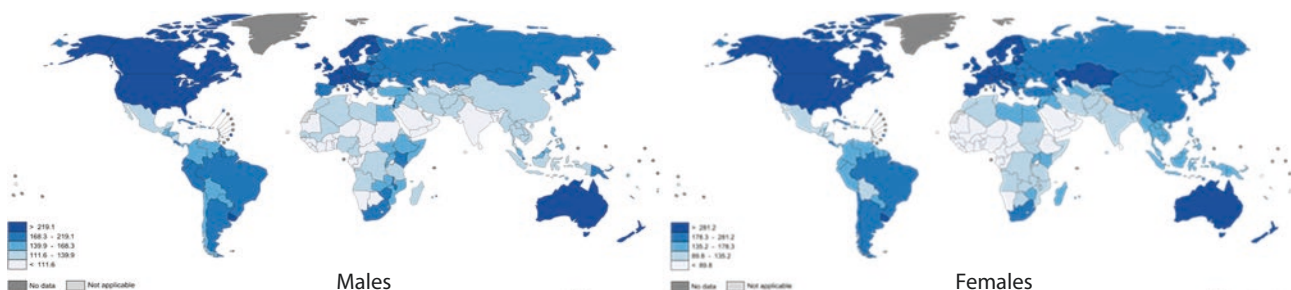 > 219.1
168.3 - 219.1
139.9 - 168.3
111.6 - 139.9
< 111.6
No data
Not applicable
Males
> 281.2
178.3 - 281.2
135.2 - 178.3
89.8 - 135.2
< 89.8
No data
Not applicable
Females